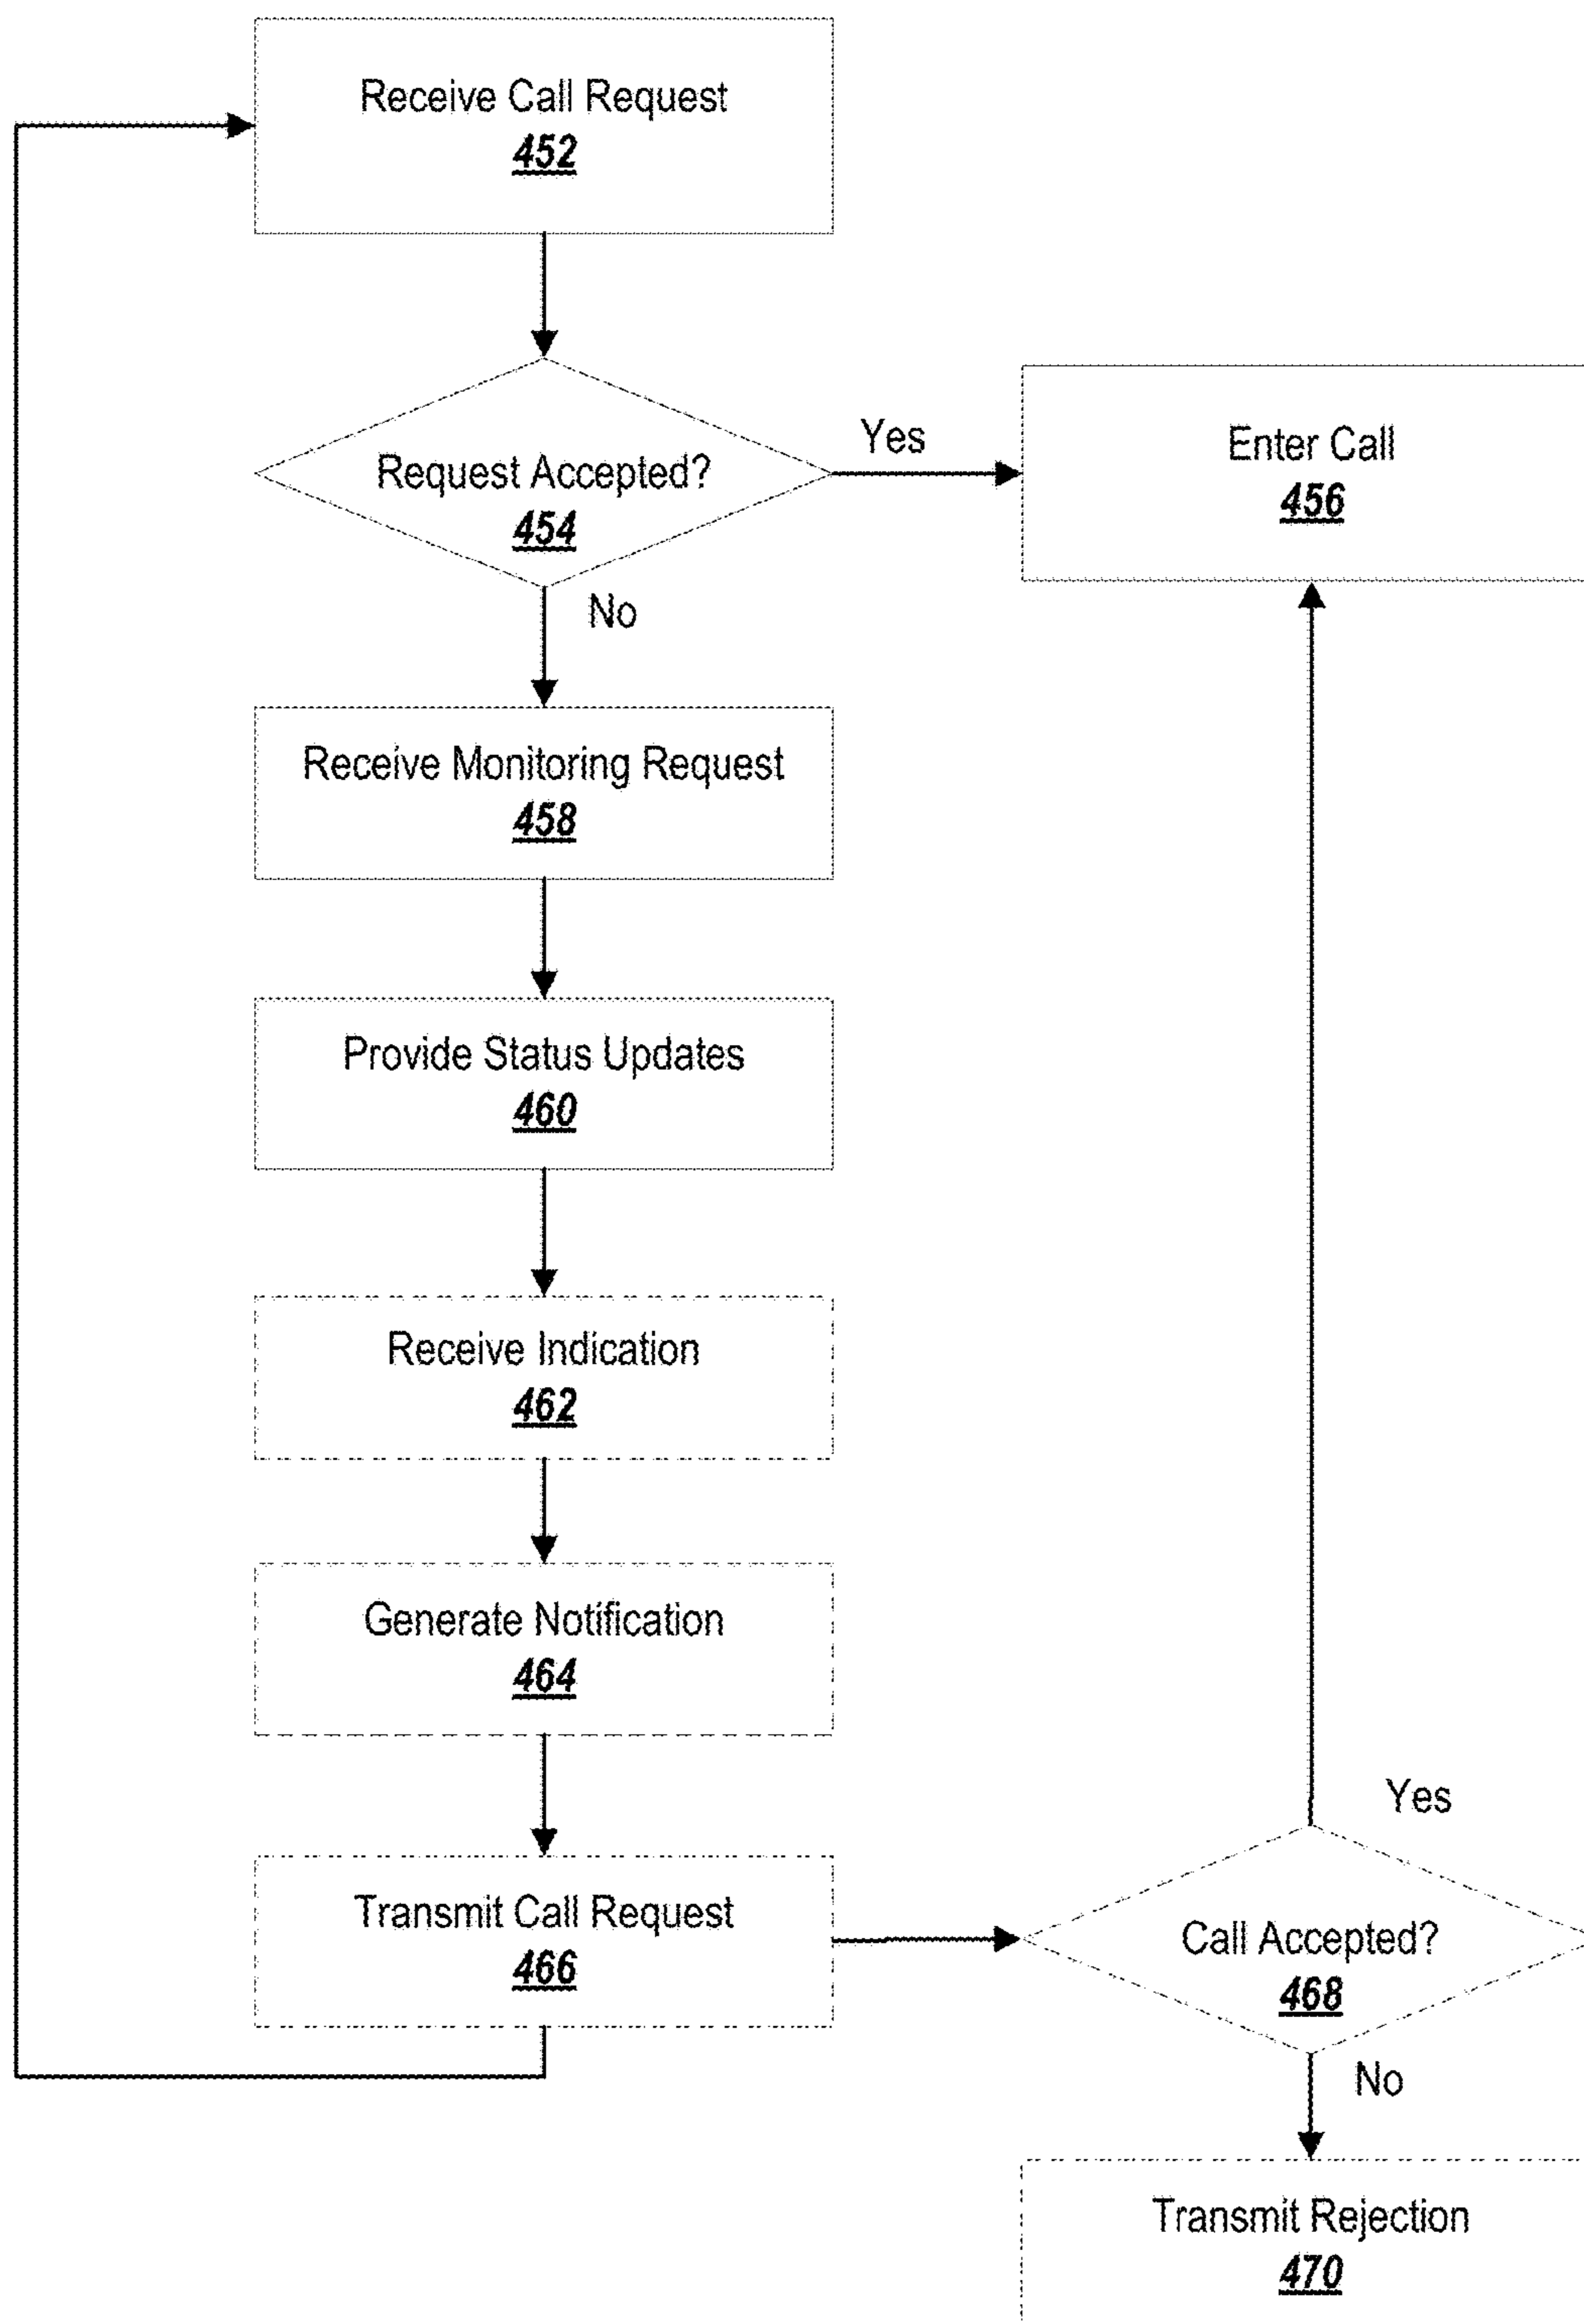 Receive Call Request
452
Request Accepted?
454
Yes
Enter Call
456
No
Receive Monitoring Request
458
Provide Status Updates
460
Receive Indication
462
Generate Notification
464
Transmit Call Request
466
Yes
Call Accepted?
468
No
Transmit Rejection
470